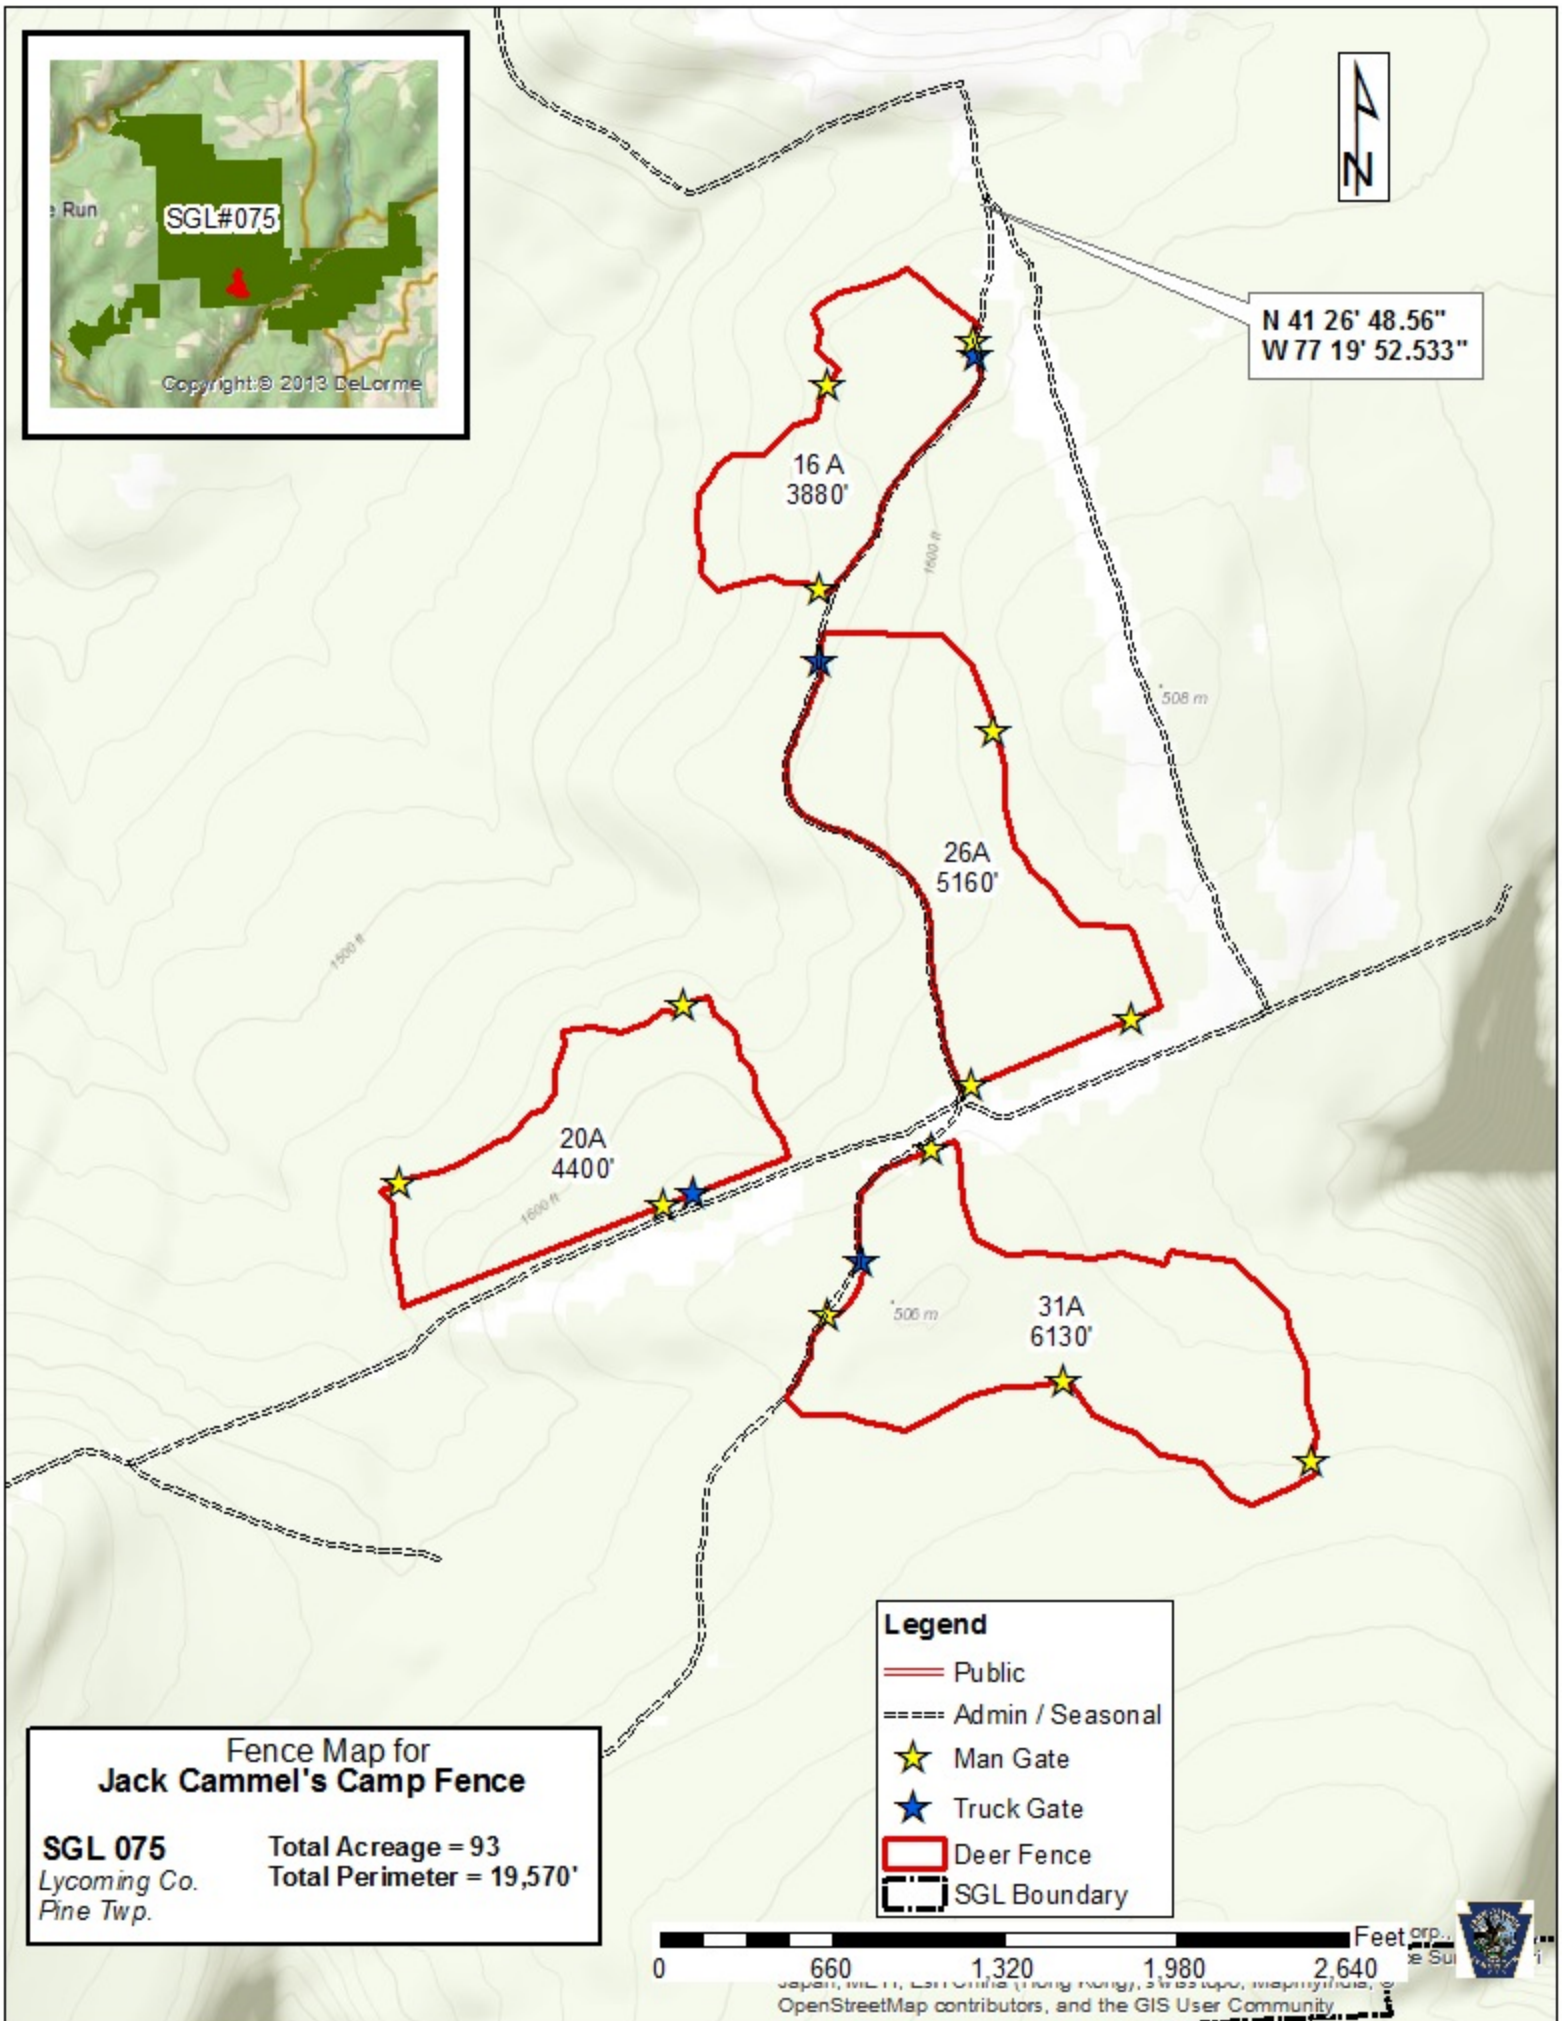 Run
SGL#075
Copyright:© 2013 DeLorme
N
N 41 26' 48.56"
W 77 19' 52.533"
16 A
3880'
1600 ft
508 m
26A
5160'
1500 ft
20A
4400'
1600 ft
506 m
31A
6130'
Legend
Public
Admin / Seasonal
Man Gate
Truck Gate
Deer Fence
SGL Boundary
Fence Map for
Jack Cammel's Camp Fence
SGL 075
Lycoming Co.
Pine Twp.
Total Acreage = 93
Total Perimeter = 19,570'
Feet
0 660 1,320 1,980 2,640
OpenStreetMap contributors, and the GIS User Community